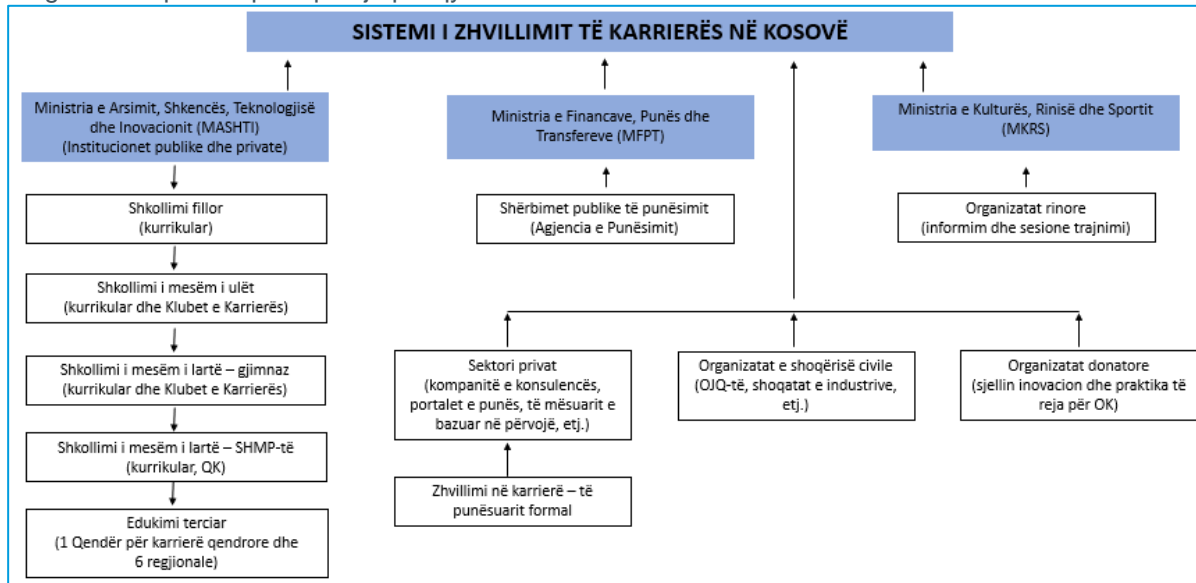 SISTEMI I ZHVILLIMIT TË KARRIERËS NË KOSOVË
Ministria e Arsimit, Shkencës, Teknologjisë
dhe Inovacionit (MASHTI)
(Institucionet publike dhe private)
Shkollimi fillor
(kurrikular)
Shkollimi i mesëm i ulët
(kurrikular dhe Klubet e Karrierës)
Shkollimi i mesëm i lartë – gjimnaz
(kurrikular dhe Klubet e Karrierës)
Shkollimi i mesëm i lartë – SHMP-të
(kurrikular, QK)
Edukimi terciar
(1 Qendër për karrierë qendrore dhe
6 regjionale)
Ministria e Financave, Punës dhe
Transfereve (MFPT)
Shërbimet publike të punësimit
(Agjencia e Punësimit)
Ministria e Kulturës, Rinisë dhe Sportit
(MKRS)
Organizatat rinore
(informim dhe sesione trajnimi)
Sektori privat
(kompanitë e konsulencës,
portalet e punës, të mësuarit e
bazuar në përvojë, etj.)
Zhvillimi në karrierë – të
punësuarit formal
Organizatat e shoqërisë civile
(OJQ-të, shoqatat e industrive,
etj.)
Organizatat donatore
(sjellin inovacion dhe praktika të
reja për OK)